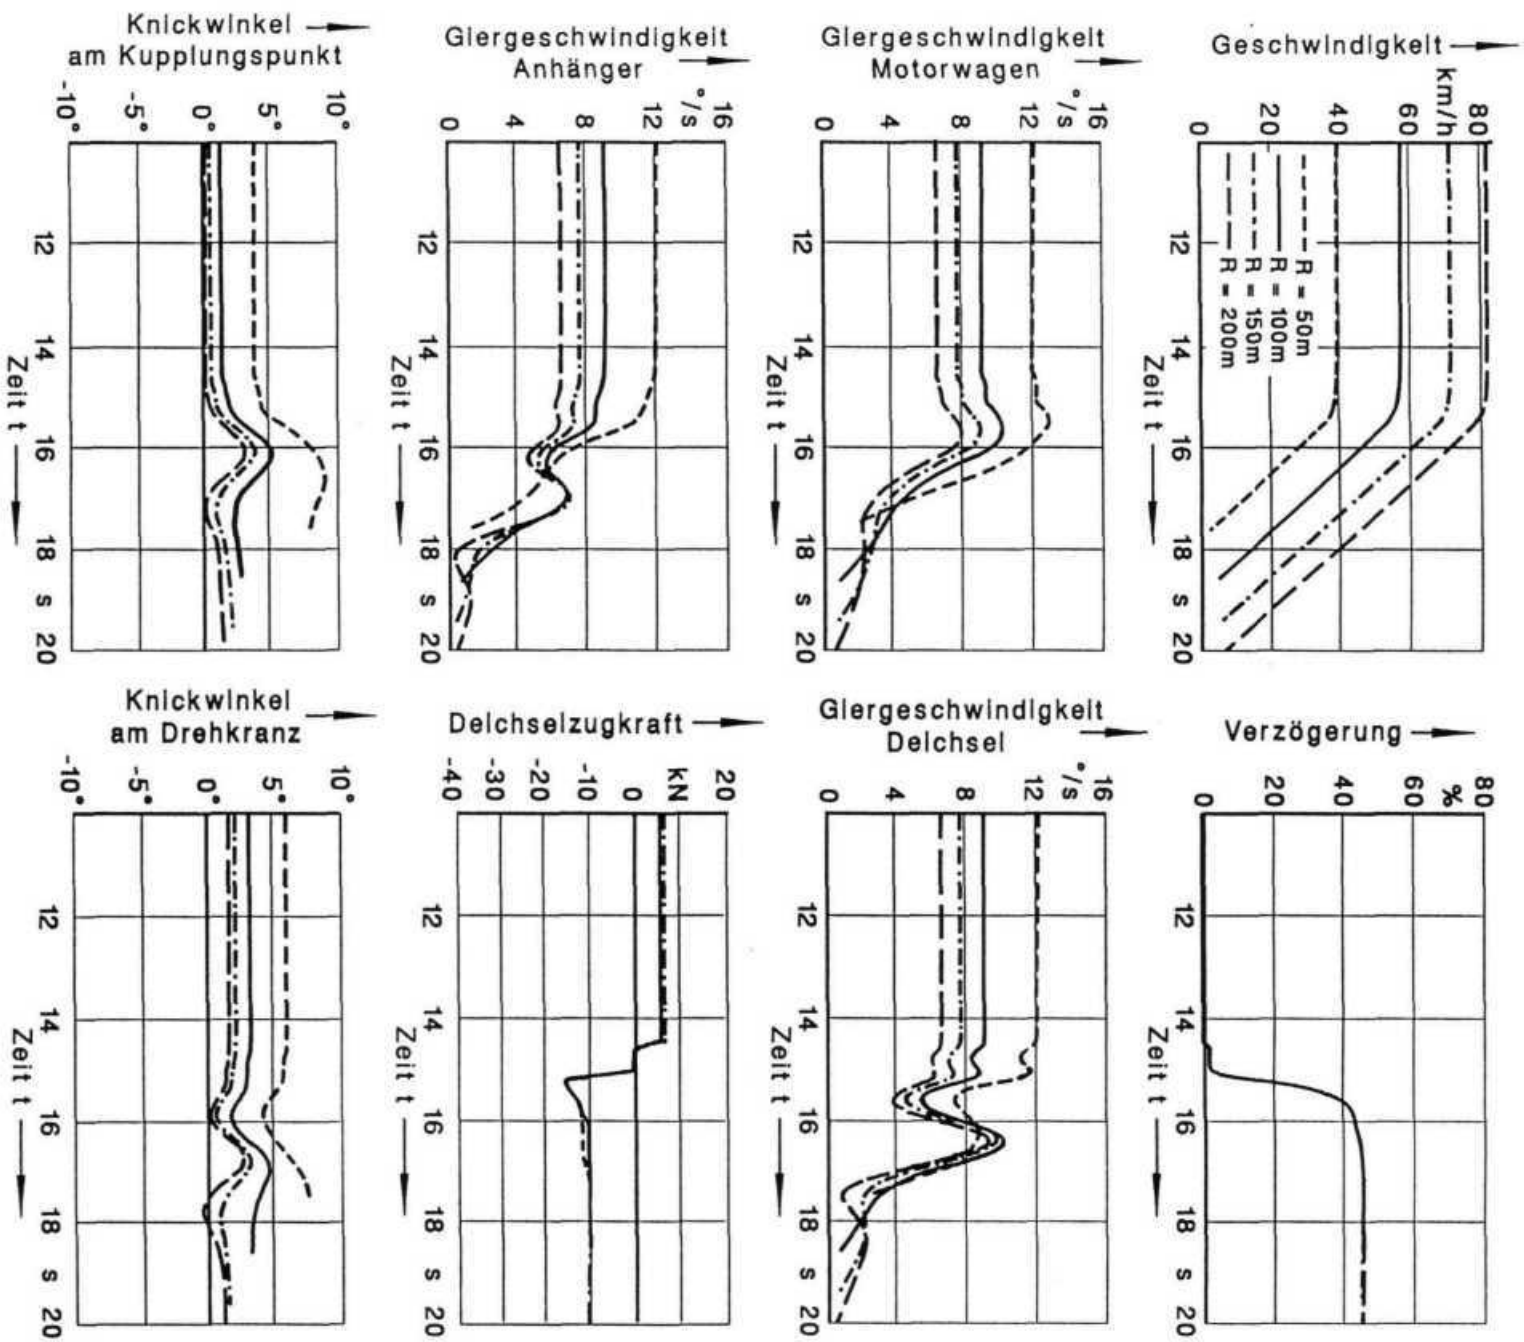 Geschwindigkeit
km/h
80
60
40
20
0
R = 50m
R = 100m
R = 150m
R = 200m
12
14
16
18
s
20
Zeit t
Verzögerung
80
%
60
40
20
0
12
14
16
18
s
20
Zeit t
Giergeschwindigkeit
Motorwagen
16
°/s
12
8
4
0
12
14
16
18
s
20
Zeit t
Giergeschwindigkeit
Deichsel
16
°/s
12
8
4
0
12
14
16
18
s
20
Zeit t
Giergeschwindigkeit
Anhänger
16
°/s
12
8
4
0
12
14
16
18
s
20
Zeit t
Deichselzugkraft
20
kN
0
-10
-20
-30
-40
12
14
16
18
s
20
Zeit t
Knickwinkel
am Kupplungspunkt
10°
5°
0°
-10°
12
14
16
18
s
20
Zeit t
Knickwinkel
am Drehkranz
10°
5°
0°
-5°
-10°
12
14
16
18
s
20
Zeit t